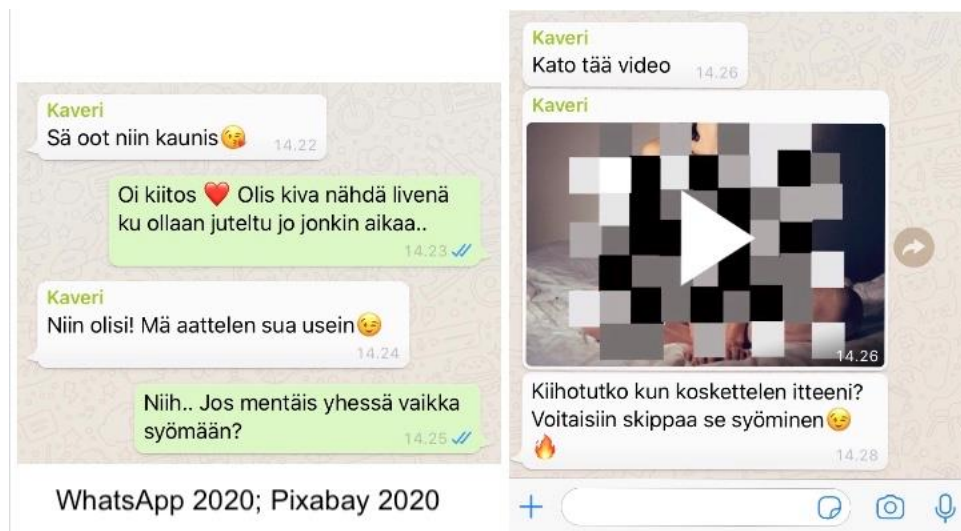 Kaveri
Sä oot niin kaunis😘
14.22
Oi kiitos ❤️ Olis kiva nähdä livenä
ku ollaan juteltu jo jonkin aikaa..
14.23
Kaveri
Niin olisi! Mä aattelen sua usein😉
14.24
Niih.. Jos mentäis yhessä vaikka
syömään?
14.25
WhatsApp 2020; Pixabay 2020
Kaveri
Kato tää video
14.26
Kaveri
14.26
Kiihotutko kun koskettelen itteeni?
Voitaisiin skippaa se syöminen😉
🔥
14.28